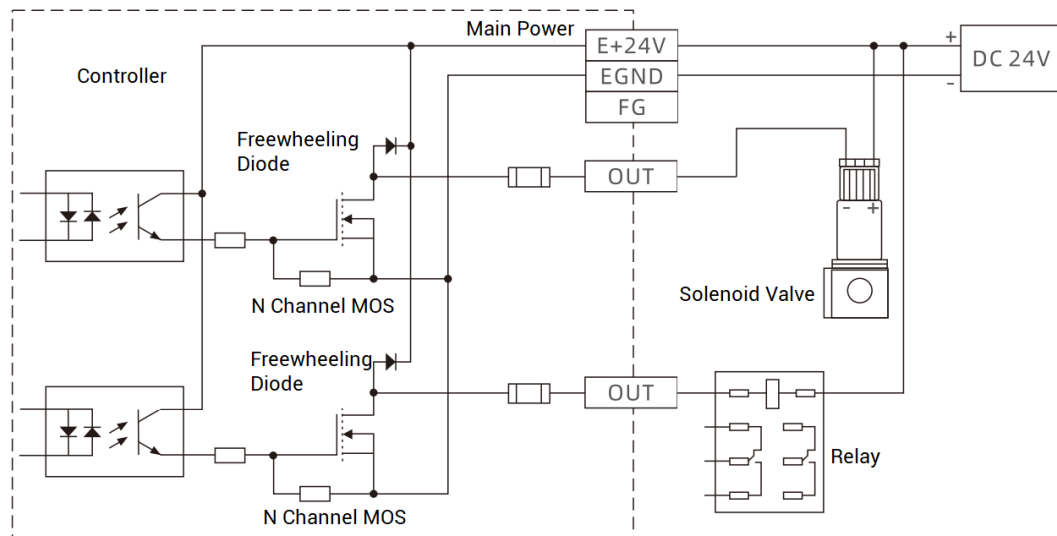 Main Power
E+24V
+
DC 24V
Controller
EGND
-
FG
Freewheeling
Diode
OUT
- +
N Channel MOS
Solenoid Valve
Freewheeling
Diode
OUT
Relay
N Channel MOS